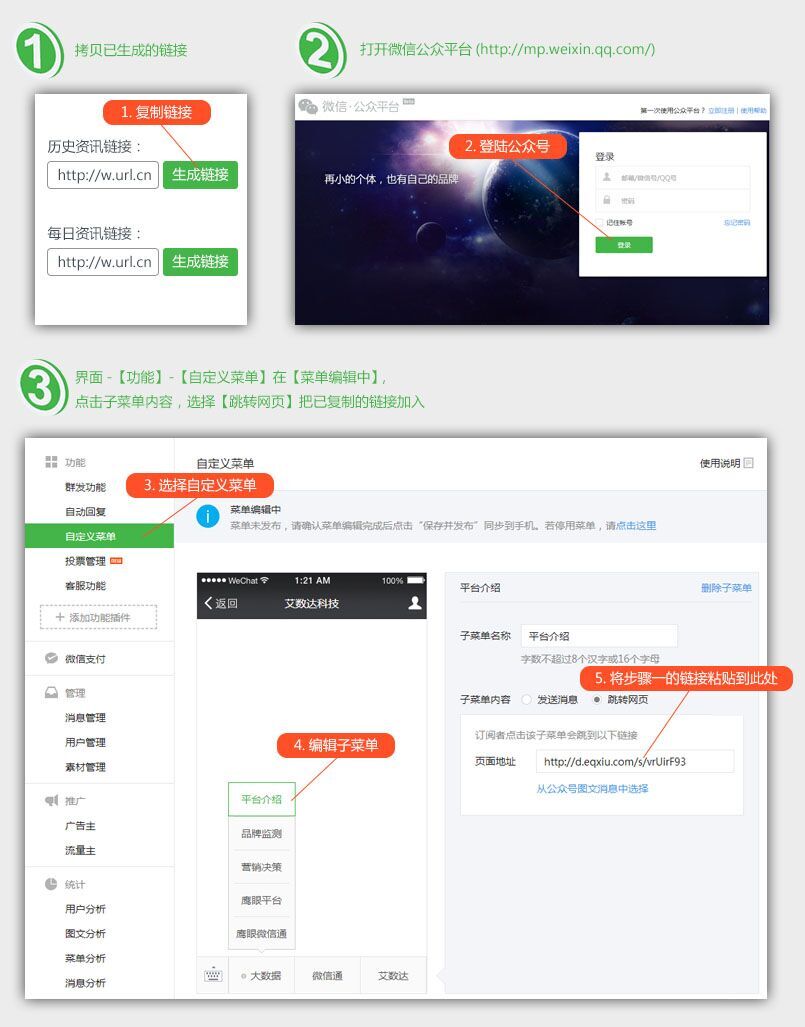 1 拷贝已生成的链接
1. 复制链接
历史资讯链接：
http://w.url.cn 生成链接
每日资讯链接：
http://w.url.cn 生成链接
2 打开微信公众平台 (http://mp.weixin.qq.com/)
微信·公众平台 Beta
第一次使用公众平台？ 立即注册 | 使用帮助
2. 登陆公众号
再小的个体，也有自己的品牌
登录
邮箱/微信号/QQ号
密码
记住账号 忘记密码
登录
3 界面 -【功能】-【自定义菜单】在【菜单编辑中】,
点击子菜单内容，选择【跳转网页】把已复制的链接加入
功能
群发功能
自动回复
自定义菜单
投票管理
客服功能
+ 添加功能插件
微信支付
管理
消息管理
用户管理
素材管理
推广
广告主
流量主
统计
用户分析
图文分析
菜单分析
消息分析
自定义菜单 使用说明
3. 选择自定义菜单
菜单编辑中
菜单未发布，请确认菜单编辑完成后点击“保存并发布”同步到手机。若停用菜单，请点击这里
WeChat 1:21 AM 100%
返回 艾数达科技
4. 编辑子菜单
平台介绍
品牌监测
营销决策
鹰眼平台
鹰眼微信通
大数据 微信通 艾数达
平台介绍 删除子菜单
子菜单名称 平台介绍
字数不超过8个汉字或16个字母
5. 将步骤一的链接粘贴到此处
子菜单内容 发送消息 跳转网页
订阅者点击该子菜单会跳到以下链接
页面地址 http://d.eqxiu.com/s/vrUirF93
从公众号图文消息中选择